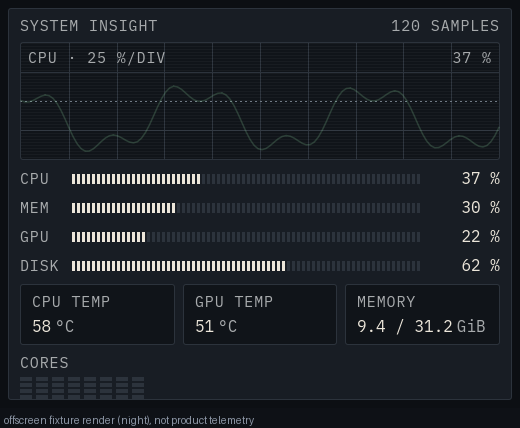 SYSTEM INSIGHT 120 SAMPLES
CPU · 25 %/DIV 37 %
CPU 37 %
MEM 30 %
GPU 22 %
DISK 62 %
CPU TEMP GPU TEMP MEMORY
58 °C 51 °C 9.4 / 31.2 GiB
CORES
offscreen fixture render (night), not product telemetry